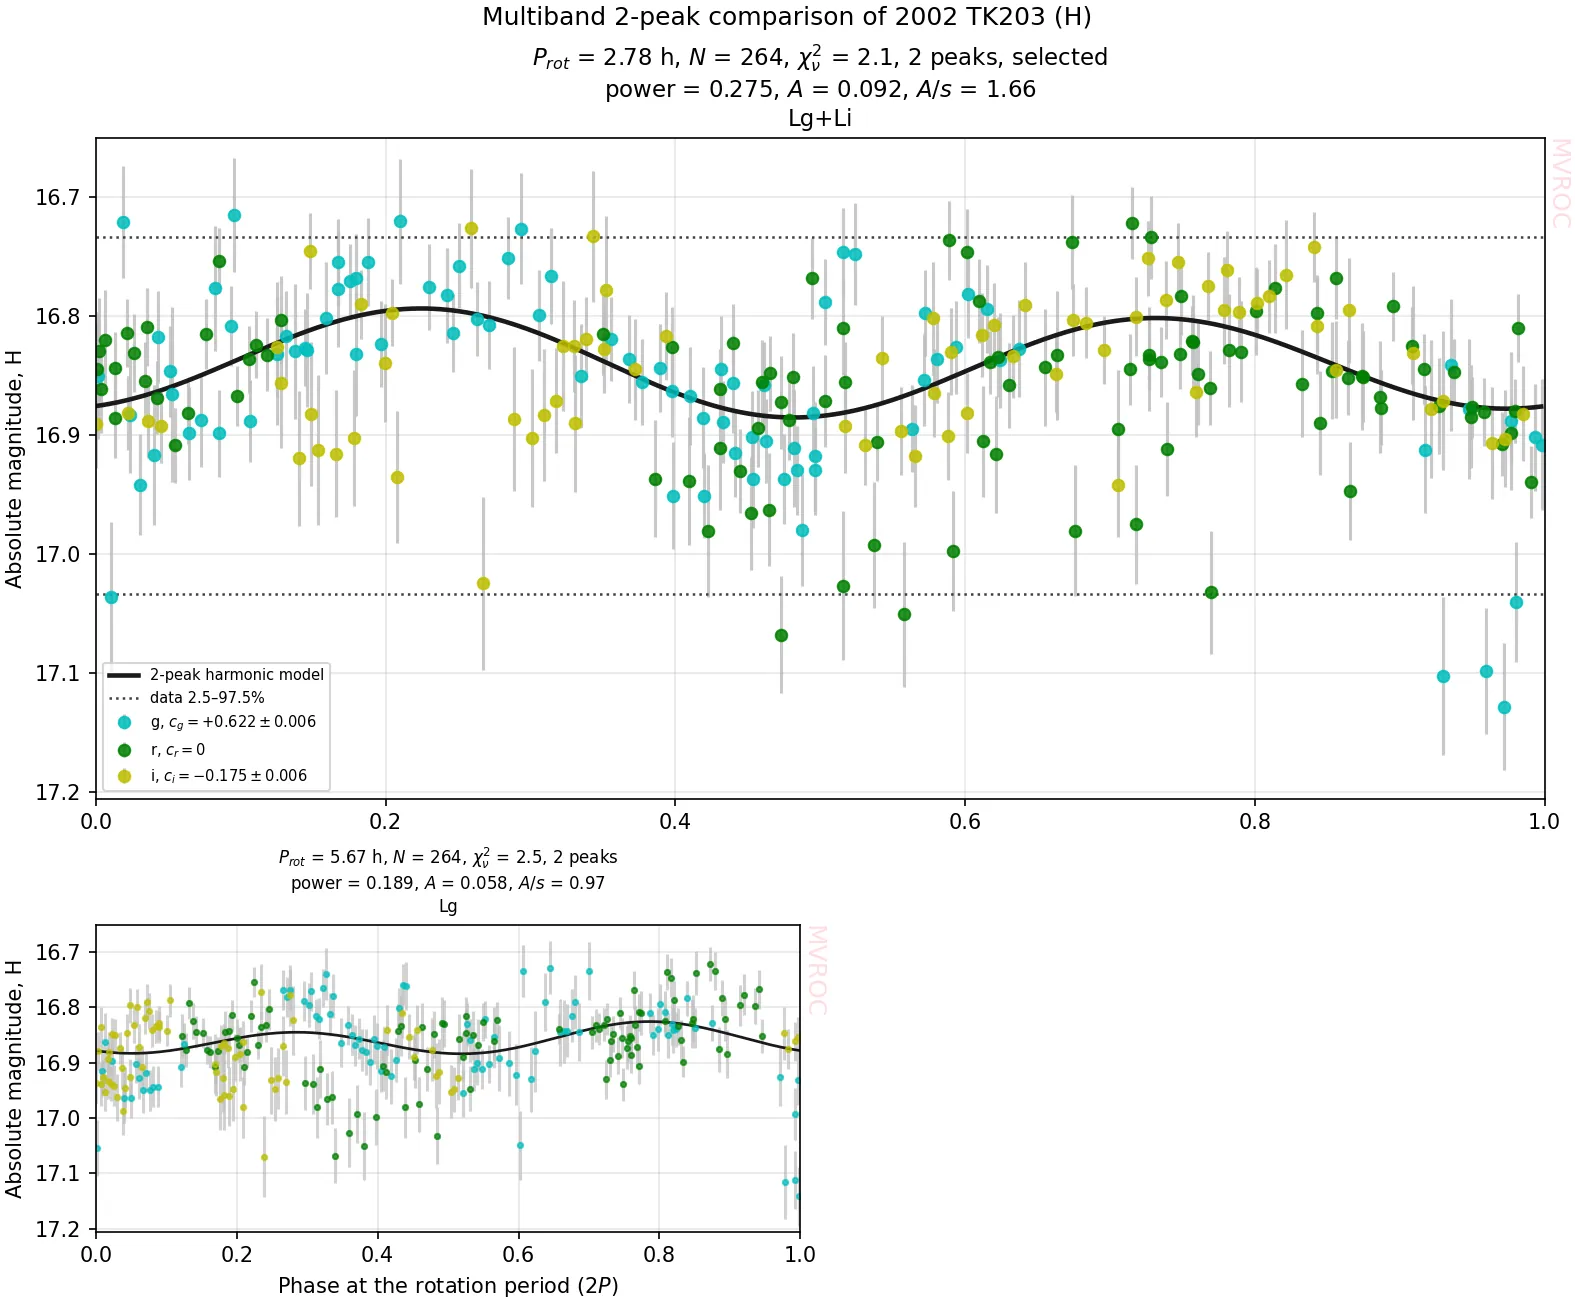 Multiband 2-peak comparison of 2002 TK203 (H)
P_rot = 2.78 h, N = 264, χ²_ν = 2.1, 2 peaks, selected
power = 0.275, A = 0.092, A/s = 1.66
Lg+Li
MVROC
Absolute magnitude, H
16.7
16.8
16.9
17.0
17.1
17.2
2-peak harmonic model
data 2.5–97.5%
g, c_g = +0.622 ± 0.006
r, c_r = 0
i, c_i = −0.175 ± 0.006
0.0 0.2 0.4 0.6 0.8 1.0
P_rot = 5.67 h, N = 264, χ²_ν = 2.5, 2 peaks
power = 0.189, A = 0.058, A/s = 0.97
Lg
MVROC
Absolute magnitude, H
16.7
16.8
16.9
17.0
17.1
17.2
0.0 0.2 0.4 0.6 0.8 1.0
Phase at the rotation period (2P)